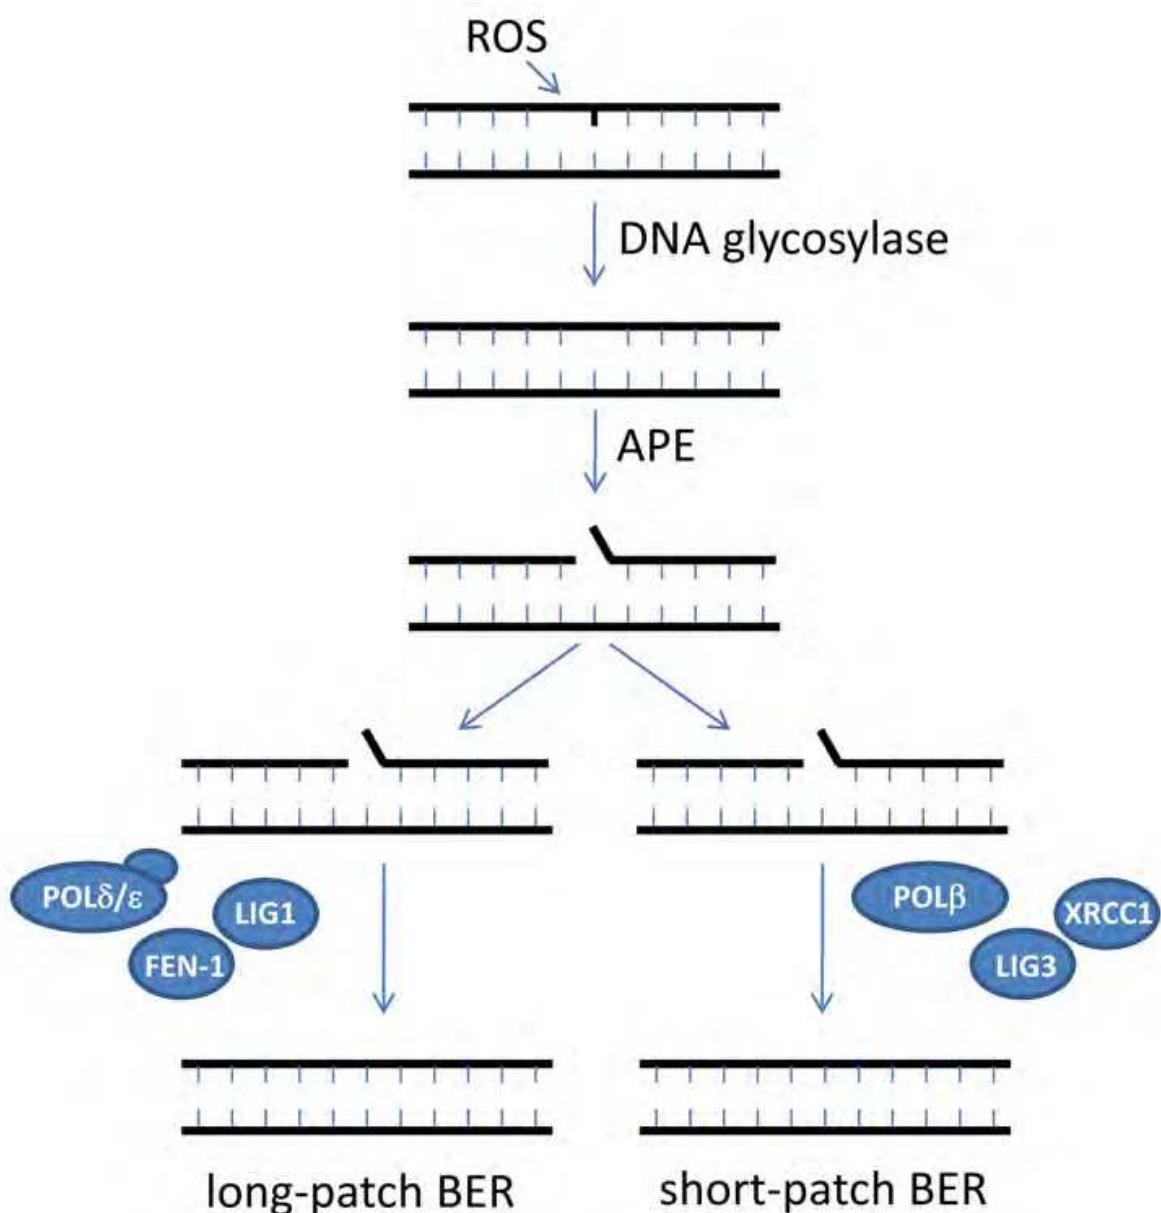 ROS
DNA glycosylase
APE
POLδ/ε
LIG1
FEN-1
POLβ
XRCC1
LIG3
long-patch BER
short-patch BER